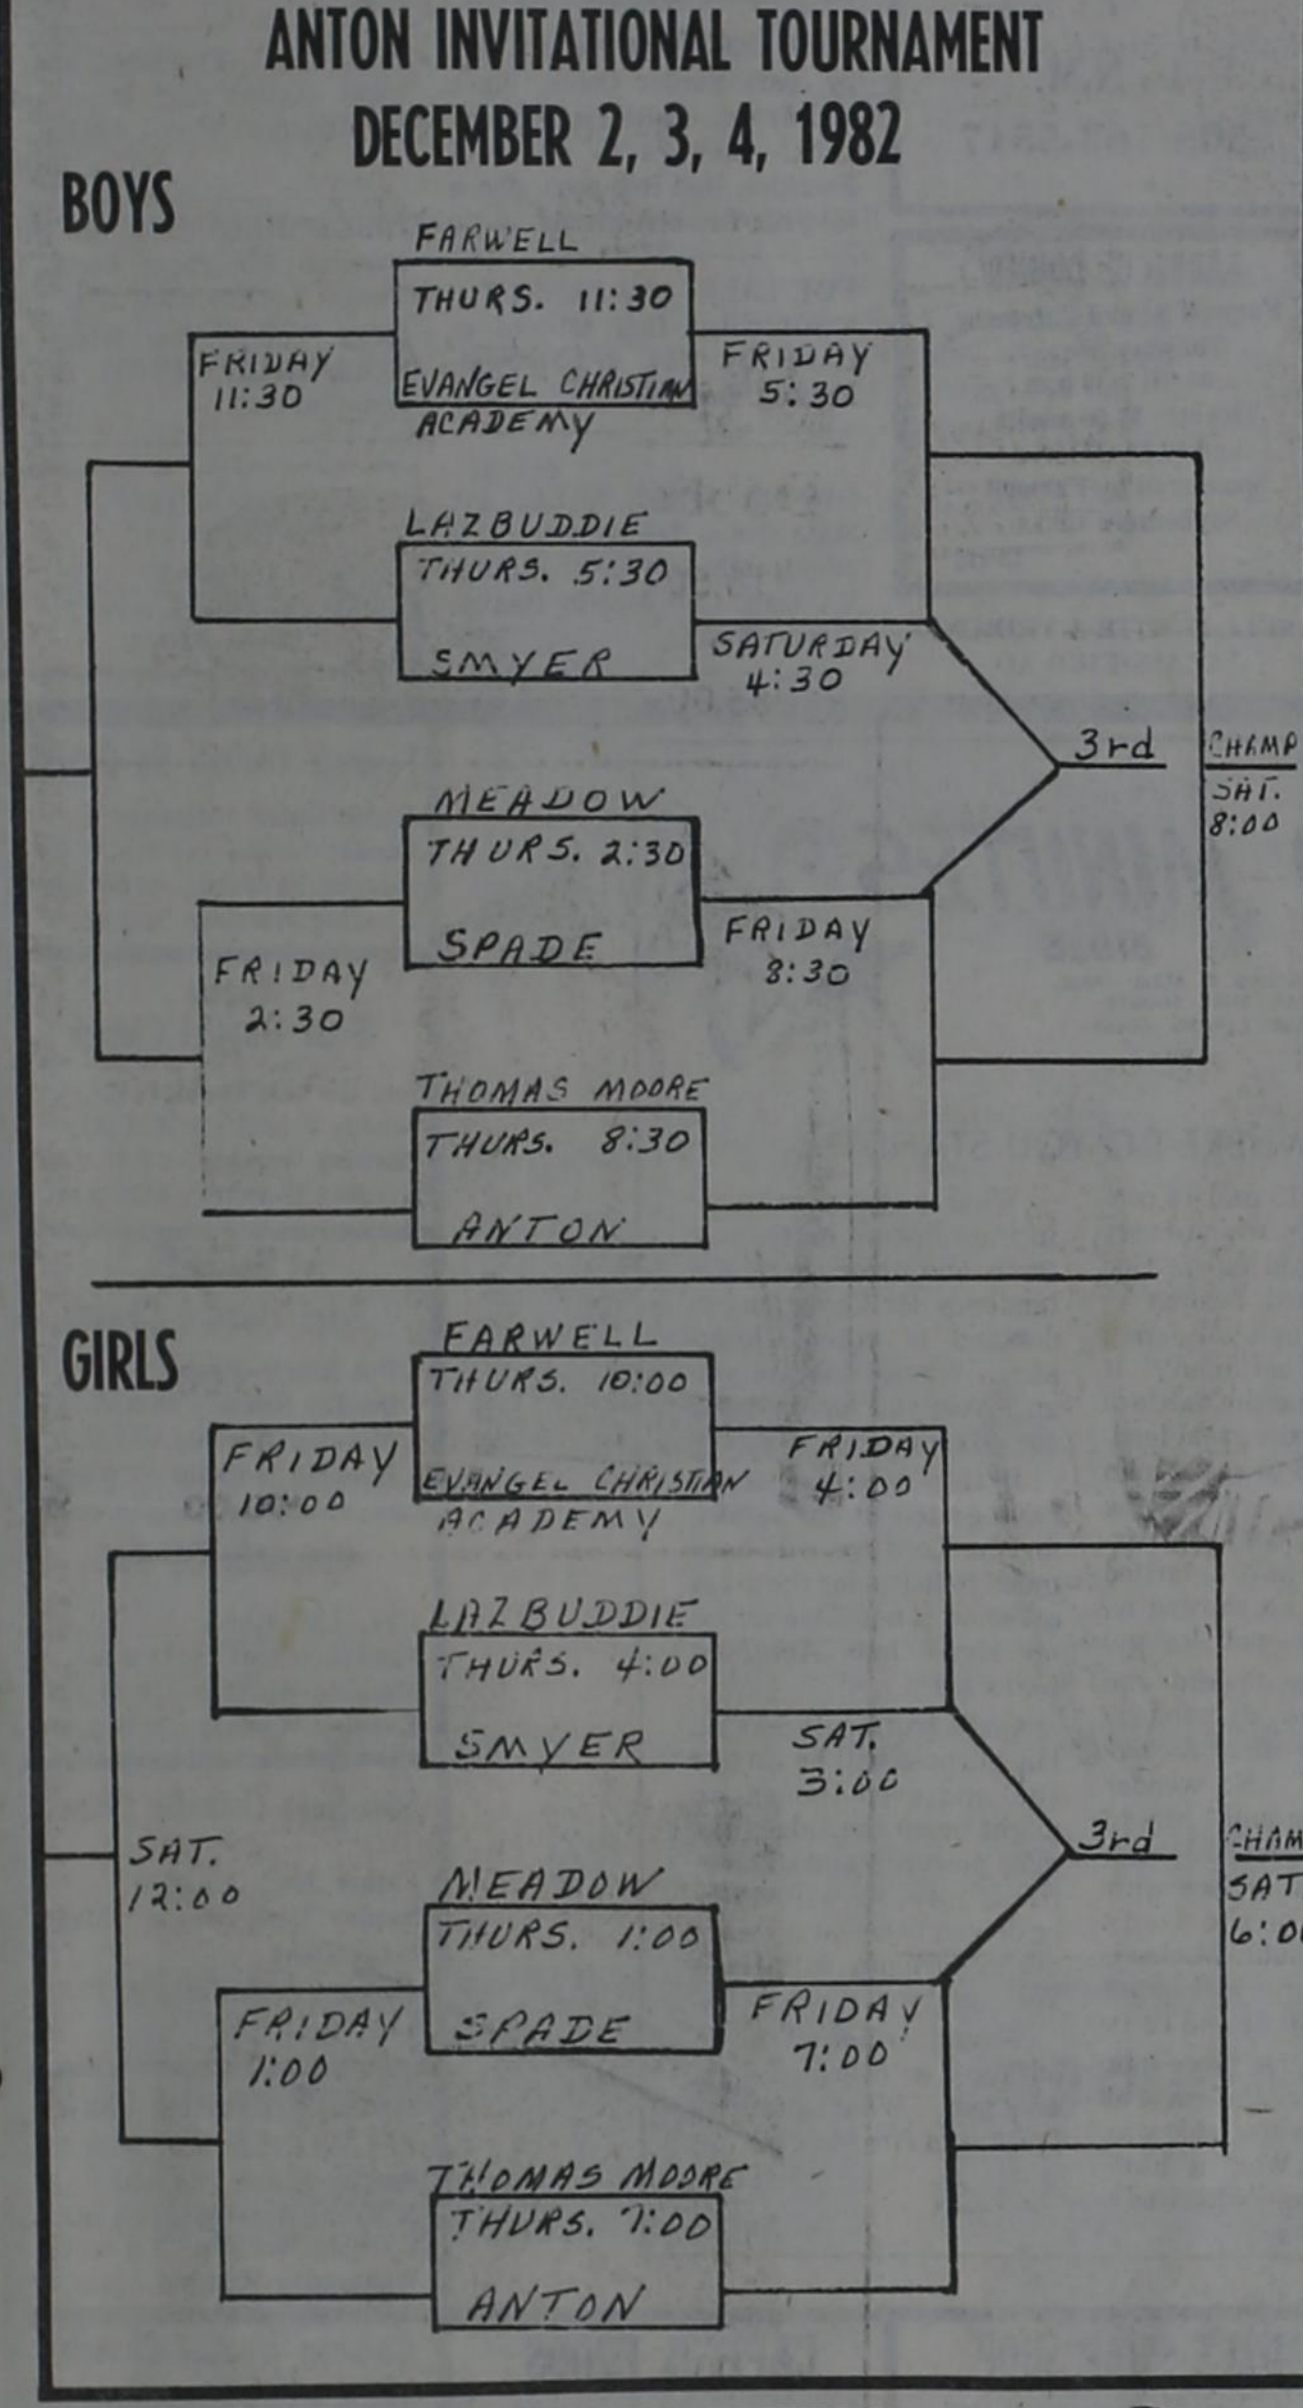 ANTON INVITATIONAL TOURNAMENT
DECEMBER 2, 3, 4, 1982
BOYS
FARWELL
THURS. 11:30
EVANGEL CHRISTIAN
ACADEMY
FRIDAY
11:30
FRIDAY
5:30
LAZBUDDIE
THURS. 5:30
SMYER
SATURDAY
4:30
3rd
CHAMP
SAT.
8:00
MEADOW
THURS. 2:30
SPADE
FRIDAY
8:30
FRIDAY
2:30
THOMAS MOORE
THURS. 8:30
ANTON
GIRLS
FARWELL
THURS. 10:00
EVANGEL CHRISTIAN
ACADEMY
FRIDAY
10:00
FRIDAY
4:00
LAZBUDDIE
THURS. 4:00
SMYER
SAT.
3:00
3rd
CHAM
SAT
6:00
SAT.
12:00
MEADOW
THURS. 1:00
SPADE
FRIDAY
1:00
FRIDAY
7:00
THOMAS MOORE
THURS. 7:00
ANTON